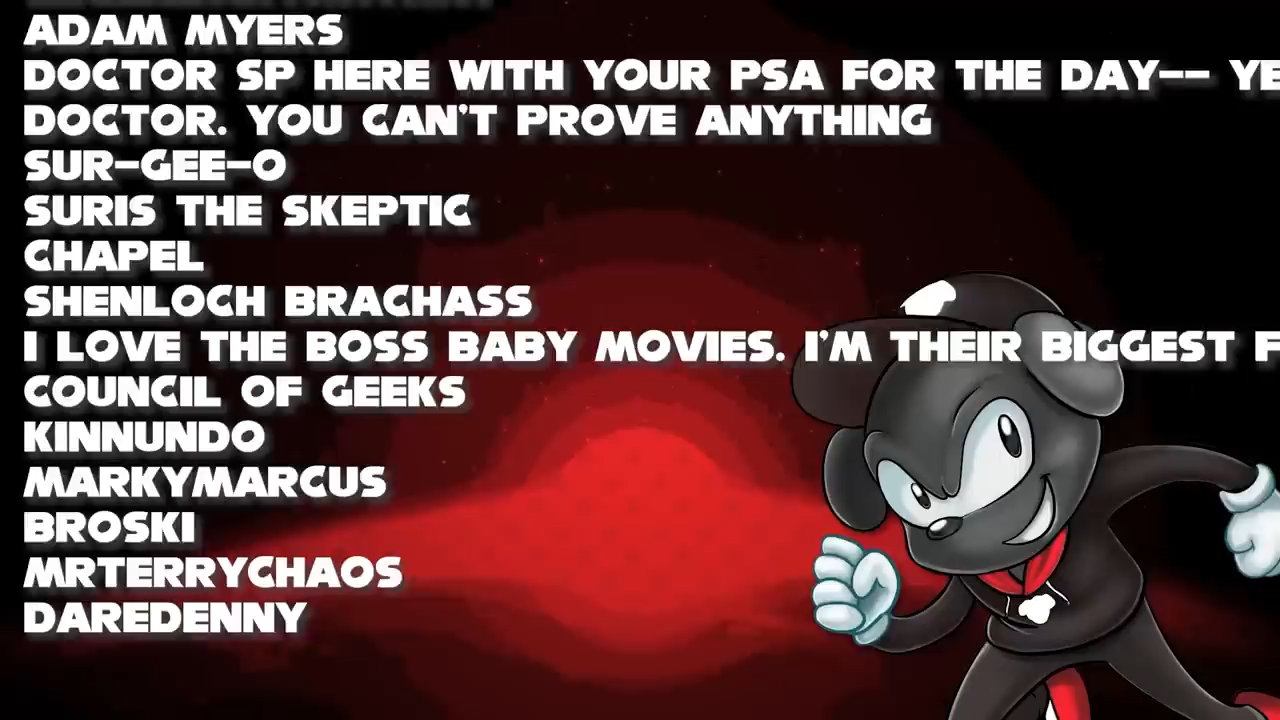 ADAM MYERS
DOCTOR SP HERE WITH YOUR PSA FOR THE DAY-- YE
DOCTOR. YOU CAN'T PROVE ANYTHING
SUR-GEE-O
SURIS THE SKEPTIC
CHAPEL
SHENLOCH BRACHASS
I LOVE THE BOSS BABY MOVIES. I'M THEIR BIGGEST F
COUNCIL OF GEEKS
KINNUNDO
MARKYMARCUS
BROSKI
MRTERRYCHAOS
DAREDENNY